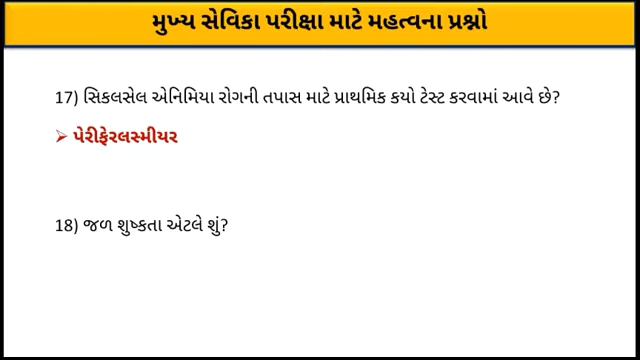 મુખ્ય સેવિકા પરીક્ષા માટે મહત્વના પ્રશ્નો
17) સિકલસેલ એનિમિયા રોગની તપાસ માટે પ્રાથમિક કયો ટેસ્ટ કરવામાં આવે છે?
➢ પેરીફેરલસ્મીયર
18) જળ શુષ્કતા એટલે શું?